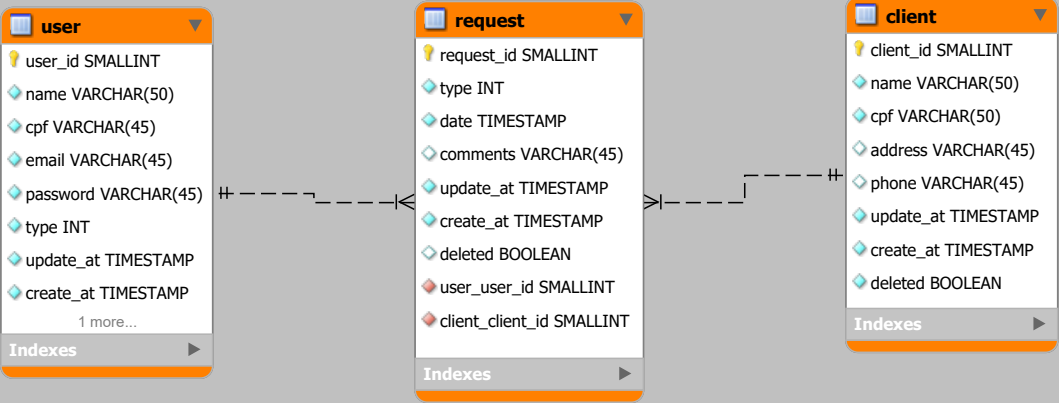 user
user_id SMALLINT
name VARCHAR(50)
cpf VARCHAR(45)
email VARCHAR(45)
password VARCHAR(45)
type INT
update_at TIMESTAMP
create_at TIMESTAMP
1 more...
Indexes
request
request_id SMALLINT
type INT
date TIMESTAMP
comments VARCHAR(45)
update_at TIMESTAMP
create_at TIMESTAMP
deleted BOOLEAN
user_user_id SMALLINT
client_client_id SMALLINT
Indexes
client
client_id SMALLINT
name VARCHAR(50)
cpf VARCHAR(50)
address VARCHAR(45)
phone VARCHAR(45)
update_at TIMESTAMP
create_at TIMESTAMP
deleted BOOLEAN
Indexes